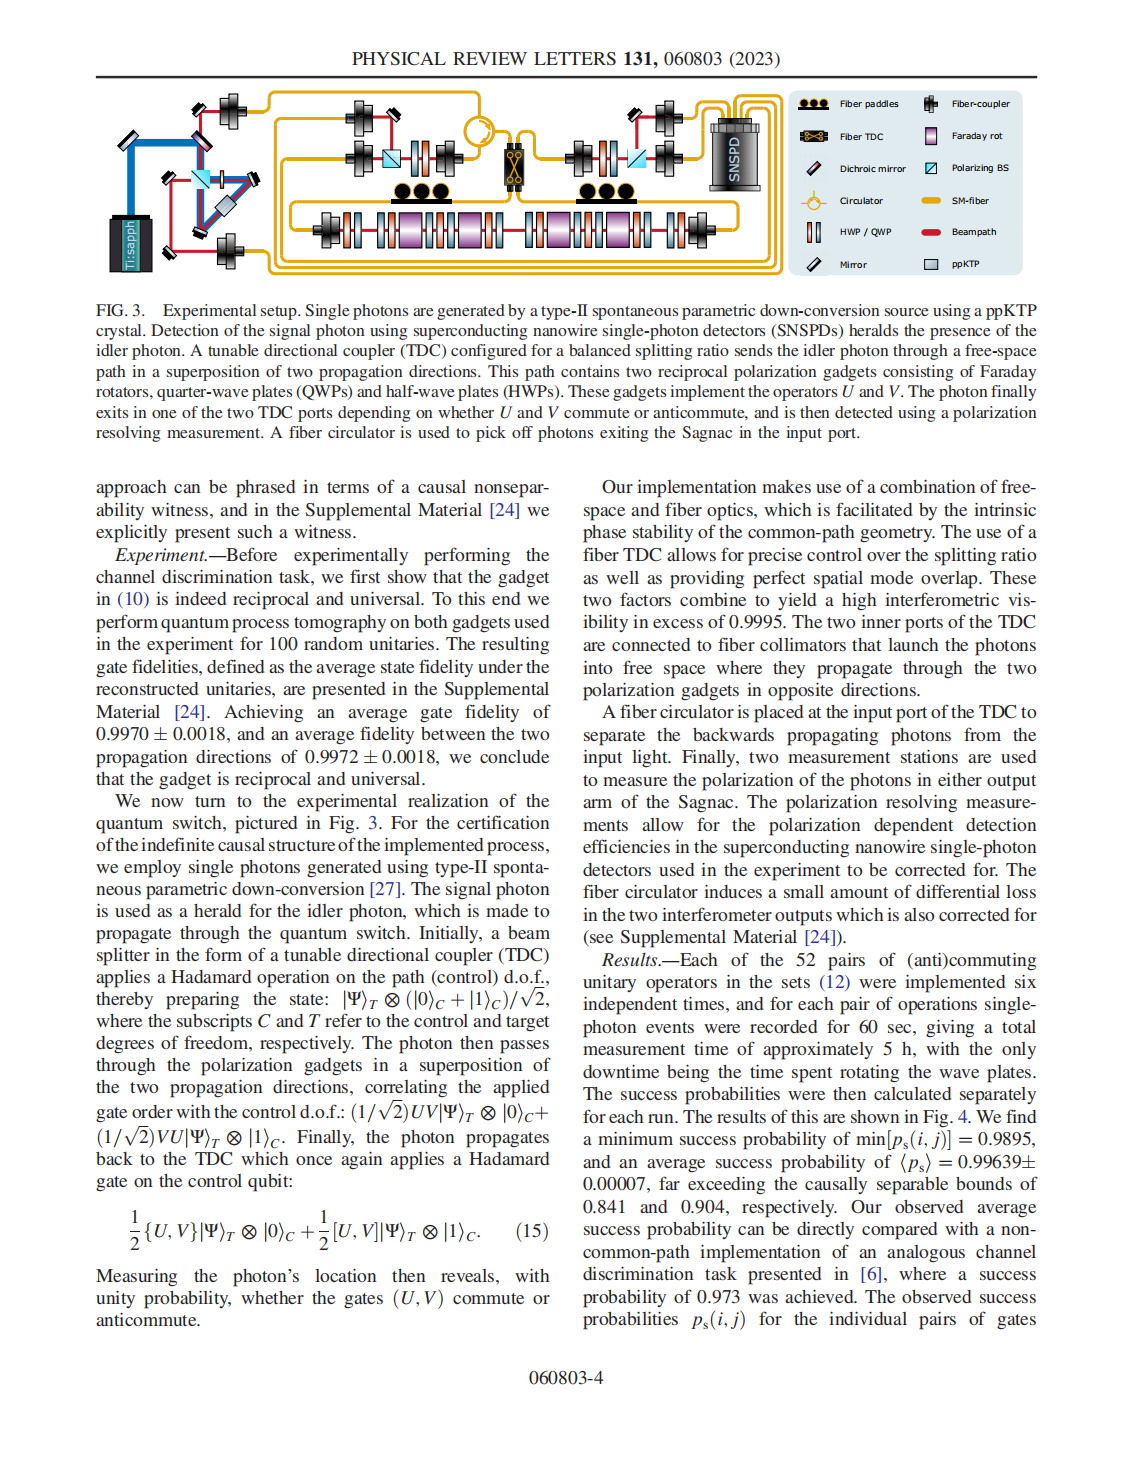 PHYSICAL REVIEW LETTERS 131, 060803 (2023)
Ti:sapph
SNSPD
Fiber paddles
Fiber-coupler
Fiber TDC
Faraday rot
Dichroic mirror
Polarizing BS
Circulator
SM-fiber
HWP / QWP
Beampath
Mirror
ppKTP
FIG. 3. Experimental setup. Single photons are generated by a type-II spontaneous parametric down-conversion source using a ppKTP
crystal. Detection of the signal photon using superconducting nanowire single-photon detectors (SNSPDs) heralds the presence of the
idler photon. A tunable directional coupler (TDC) configured for a balanced splitting ratio sends the idler photon through a free-space
path in a superposition of two propagation directions. This path contains two reciprocal polarization gadgets consisting of Faraday
rotators, quarter-wave plates (QWPs) and half-wave plates (HWPs). These gadgets implement the operators U and V. The photon finally
exits in one of the two TDC ports depending on whether U and V commute or anticommute, and is then detected using a polarization
resolving measurement. A fiber circulator is used to pick off photons exiting the Sagnac in the input port.
approach can be phrased in terms of a causal nonsepar-
ability witness, and in the Supplemental Material [24] we
explicitly present such a witness.
Experiment.—Before experimentally performing the
channel discrimination task, we first show that the gadget
in (10) is indeed reciprocal and universal. To this end we
perform quantum process tomography on both gadgets used
in the experiment for 100 random unitaries. The resulting
gate fidelities, defined as the average state fidelity under the
reconstructed unitaries, are presented in the Supplemental
Material [24]. Achieving an average gate fidelity of
0.9970 ± 0.0018, and an average fidelity between the two
propagation directions of 0.9972 ± 0.0018, we conclude
that the gadget is reciprocal and universal.
We now turn to the experimental realization of the
quantum switch, pictured in Fig. 3. For the certification
of the indefinite causal structure of the implemented process,
we employ single photons generated using type-II sponta-
neous parametric down-conversion [27]. The signal photon
is used as a herald for the idler photon, which is made to
propagate through the quantum switch. Initially, a beam
splitter in the form of a tunable directional coupler (TDC)
applies a Hadamard operation on the path (control) d.o.f.,
thereby preparing the state: |Ψ⟩T ⊗ (|0⟩C + |1⟩C)/√2,
where the subscripts C and T refer to the control and target
degrees of freedom, respectively. The photon then passes
through the polarization gadgets in a superposition of
the two propagation directions, correlating the applied
gate order with the control d.o.f.: (1/√2)UV|Ψ⟩T ⊗ |0⟩C+
(1/√2)VU|Ψ⟩T ⊗ |1⟩C. Finally, the photon propagates
back to the TDC which once again applies a Hadamard
gate on the control qubit:
1/2 {U, V}|Ψ⟩T ⊗ |0⟩C + 1/2 [U, V]|Ψ⟩T ⊗ |1⟩C. (15)
Measuring the photon's location then reveals, with
unity probability, whether the gates (U, V) commute or
anticommute.
Our implementation makes use of a combination of free-
space and fiber optics, which is facilitated by the intrinsic
phase stability of the common-path geometry. The use of a
fiber TDC allows for precise control over the splitting ratio
as well as providing perfect spatial mode overlap. These
two factors combine to yield a high interferometric vis-
ibility in excess of 0.9995. The two inner ports of the TDC
are connected to fiber collimators that launch the photons
into free space where they propagate through the two
polarization gadgets in opposite directions.
A fiber circulator is placed at the input port of the TDC to
separate the backwards propagating photons from the
input light. Finally, two measurement stations are used
to measure the polarization of the photons in either output
arm of the Sagnac. The polarization resolving measure-
ments allow for the polarization dependent detection
efficiencies in the superconducting nanowire single-photon
detectors used in the experiment to be corrected for. The
fiber circulator induces a small amount of differential loss
in the two interferometer outputs which is also corrected for
(see Supplemental Material [24]).
Results.—Each of the 52 pairs of (anti)commuting
unitary operators in the sets (12) were implemented six
independent times, and for each pair of operations single-
photon events were recorded for 60 sec, giving a total
measurement time of approximately 5 h, with the only
downtime being the time spent rotating the wave plates.
The success probabilities were then calculated separately
for each run. The results of this are shown in Fig. 4. We find
a minimum success probability of min[ps(i, j)] = 0.9895,
and an average success probability of ⟨ps⟩ = 0.99639±
0.00007, far exceeding the causally separable bounds of
0.841 and 0.904, respectively. Our observed average
success probability can be directly compared with a non-
common-path implementation of an analogous channel
discrimination task presented in [6], where a success
probability of 0.973 was achieved. The observed success
probabilities ps(i, j) for the individual pairs of gates
060803-4